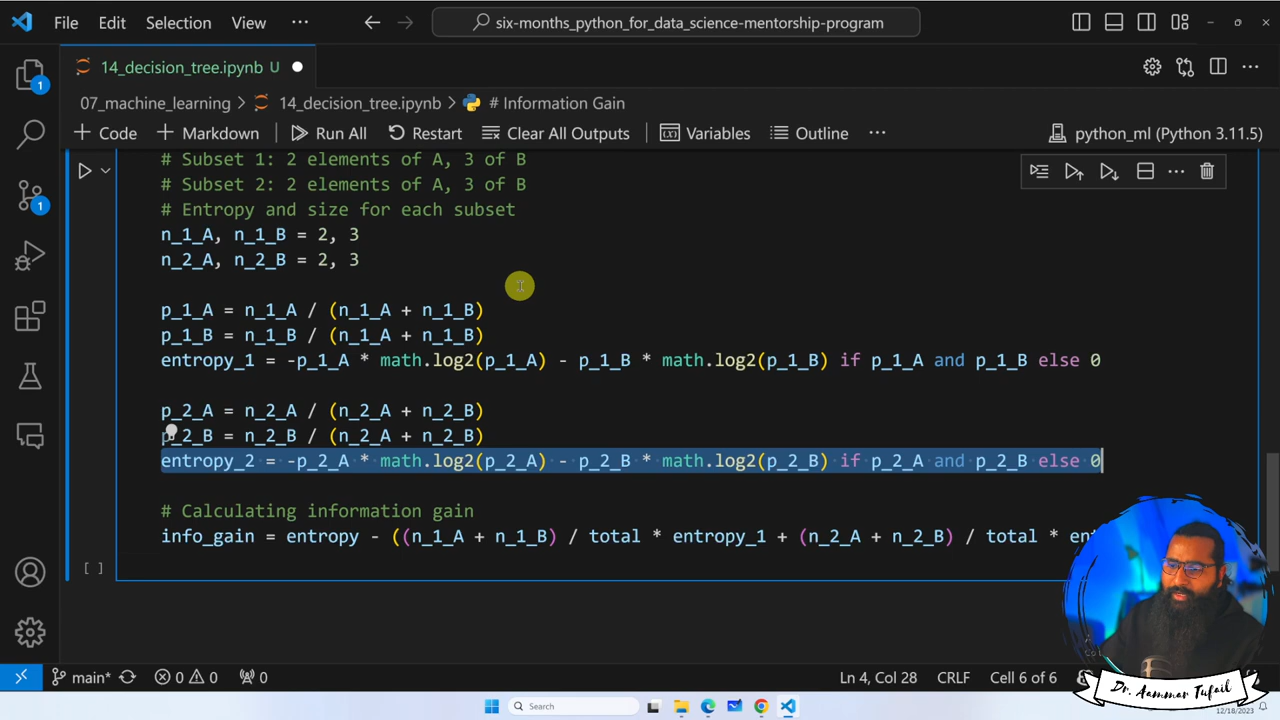 File Edit Selection View ··· six-months_python_for_data_science-mentorship-program
14_decision_tree.ipynb U
07_machine_learning > 14_decision_tree.ipynb > # Information Gain
+ Code + Markdown Run All Restart Clear All Outputs Variables Outline ··· python_ml (Python 3.11.5)
# Subset 1: 2 elements of A, 3 of B
# Subset 2: 2 elements of A, 3 of B
# Entropy and size for each subset
n_1_A, n_1_B = 2, 3
n_2_A, n_2_B = 2, 3
p_1_A = n_1_A / (n_1_A + n_1_B)
p_1_B = n_1_B / (n_1_A + n_1_B)
entropy_1 = -p_1_A * math.log2(p_1_A) - p_1_B * math.log2(p_1_B) if p_1_A and p_1_B else 0
p_2_A = n_2_A / (n_2_A + n_2_B)
p_2_B = n_2_B / (n_2_A + n_2_B)
entropy_2 = -p_2_A * math.log2(p_2_A) - p_2_B * math.log2(p_2_B) if p_2_A and p_2_B else 0
# Calculating information gain
info_gain = entropy - ((n_1_A + n_1_B) / total * entropy_1 + (n_2_A + n_2_B) / total * en
[ ]
main* 0 0 0 Ln 4, Col 28 CRLF Cell 6 of 6
Dr. Aammar Tufail
Search
12/18/2023
1
1